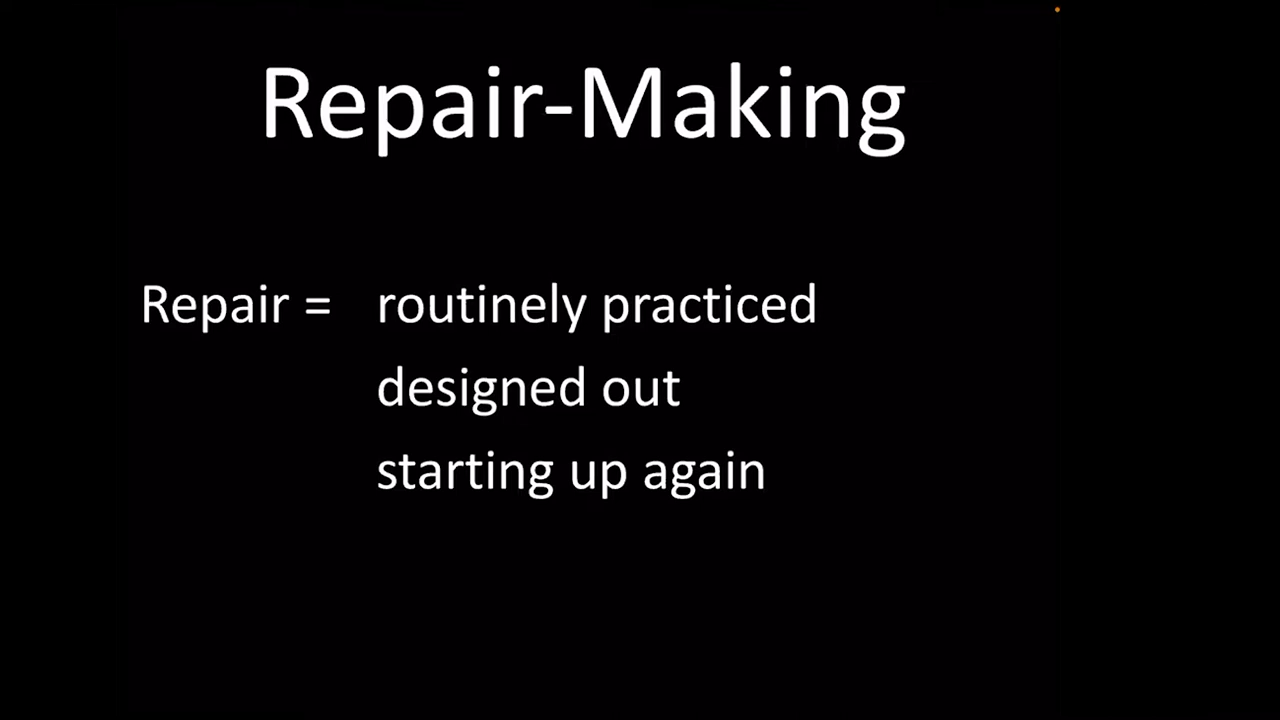 Repair-Making
Repair = routinely practiced
designed out
starting up again